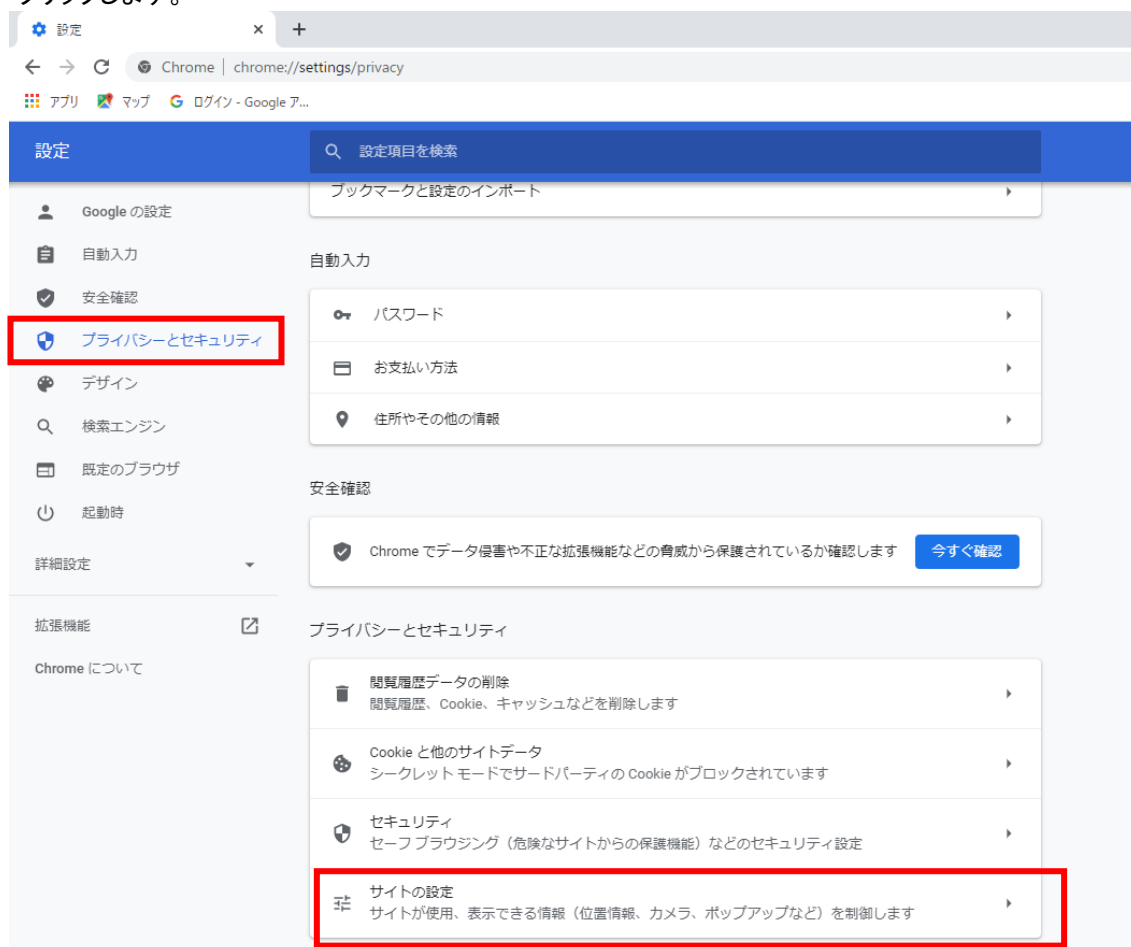 クリックします。
設定
Chrome | chrome://settings/privacy
アプリ マップ ログイン - Google ア...
設定
設定項目を検索
Google の設定
自動入力
安全確認
プライバシーとセキュリティ
デザイン
検索エンジン
既定のブラウザ
起動時
詳細設定
拡張機能
Chrome について
ブックマークと設定のインポート
自動入力
パスワード
お支払い方法
住所やその他の情報
安全確認
Chrome でデータ侵害や不正な拡張機能などの脅威から保護されているか確認します 今すぐ確認
プライバシーとセキュリティ
閲覧履歴データの削除
閲覧履歴、Cookie、キャッシュなどを削除します
Cookie と他のサイトデータ
シークレット モードでサードパーティの Cookie がブロックされています
セキュリティ
セーフ ブラウジング（危険なサイトからの保護機能）などのセキュリティ設定
サイトの設定
サイトが使用、表示できる情報（位置情報、カメラ、ポップアップなど）を制御します